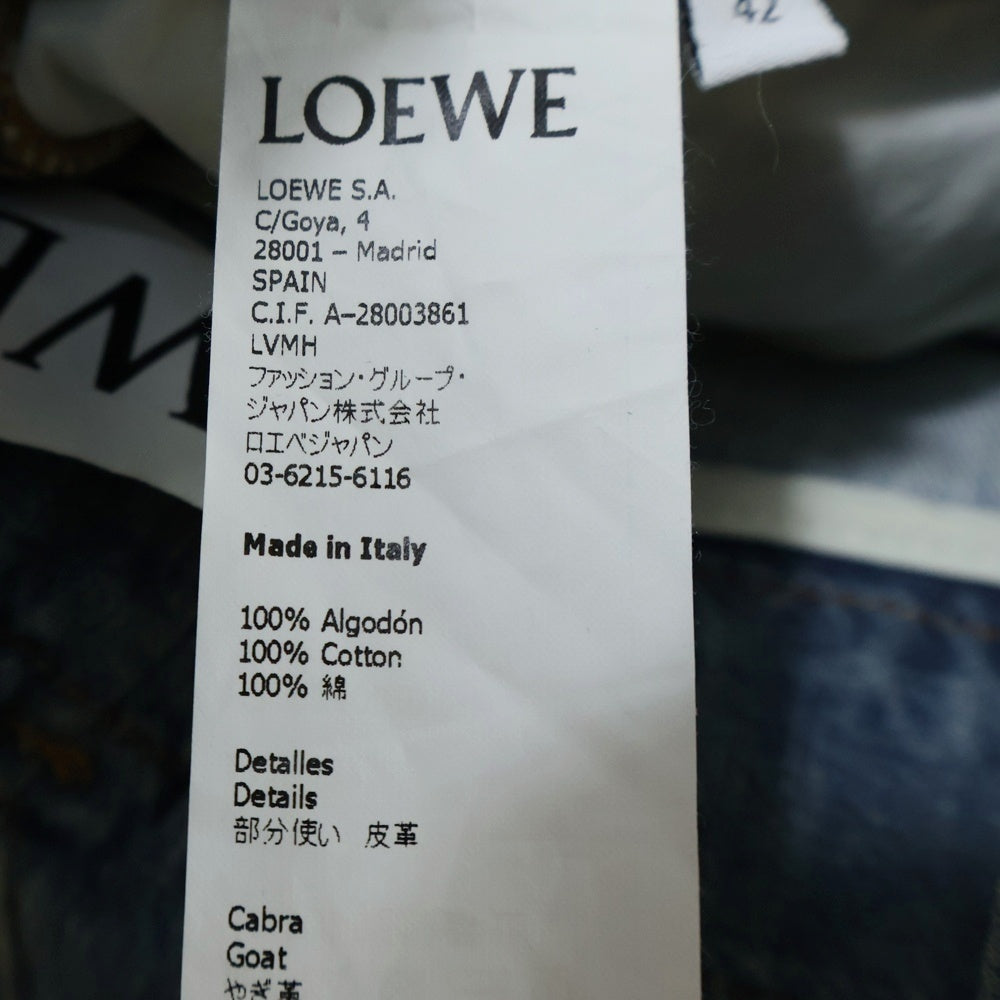 42
LOEWE
LOEWE S.A.
C/Goya, 4
28001 – Madrid
SPAIN
C.I.F. A–28003861
LVMH
ファッション・グループ・
ジャパン株式会社
ロエベジャパン
03-6215-6116
Made in Italy
100% Algodón
100% Cotton
100% 綿
Detalles
Details
部分使い 皮革
Cabra
Goat
やぎ革